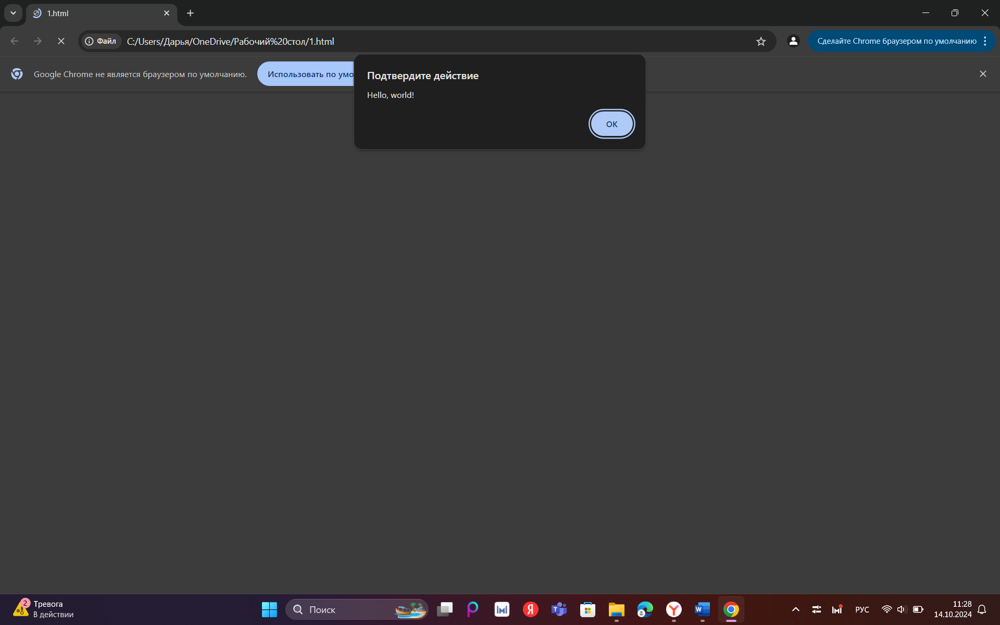 1.html
Файл
C:/Users/Дарья/OneDrive/Рабочий%20стол/1.html
Сделайте Chrome браузером по умолчанию
Google Chrome не является браузером по умолчанию.
Использовать по умо
Подтвердите действие
Hello, world!
ОК
2
Тревога
В действии
Поиск
РУС
11:28
14.10.2024